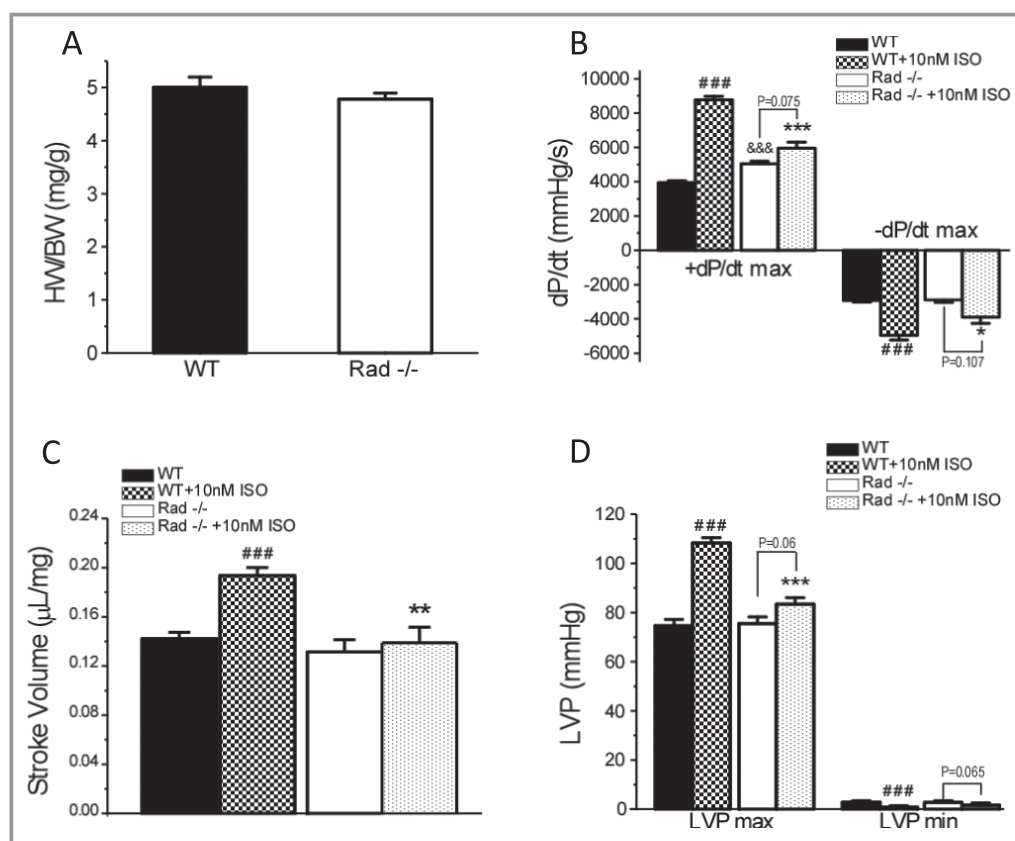 A
HW/BW (mg/g)
5
4
3
2
1
0
WT
Rad -/-
B
WT
WT+10nM ISO
Rad -/-
Rad -/- +10nM ISO
dP/dt (mmHg/s)
10000
8000
6000
4000
2000
0
-2000
-4000
-6000
###
P=0.075
&&&
***
+dP/dt max
-dP/dt max
###
*
P=0.107
C
WT
WT+10nM ISO
Rad -/-
Rad -/- +10nM ISO
Stroke Volume (μL/mg)
0.24
0.20
0.16
0.12
0.08
0.04
0.00
###
**
D
WT
WT+10nM ISO
Rad -/-
Rad -/- +10nM ISO
LVP (mmHg)
120
100
80
60
40
20
0
###
P=0.06
***
###
P=0.065
LVP max
LVP min